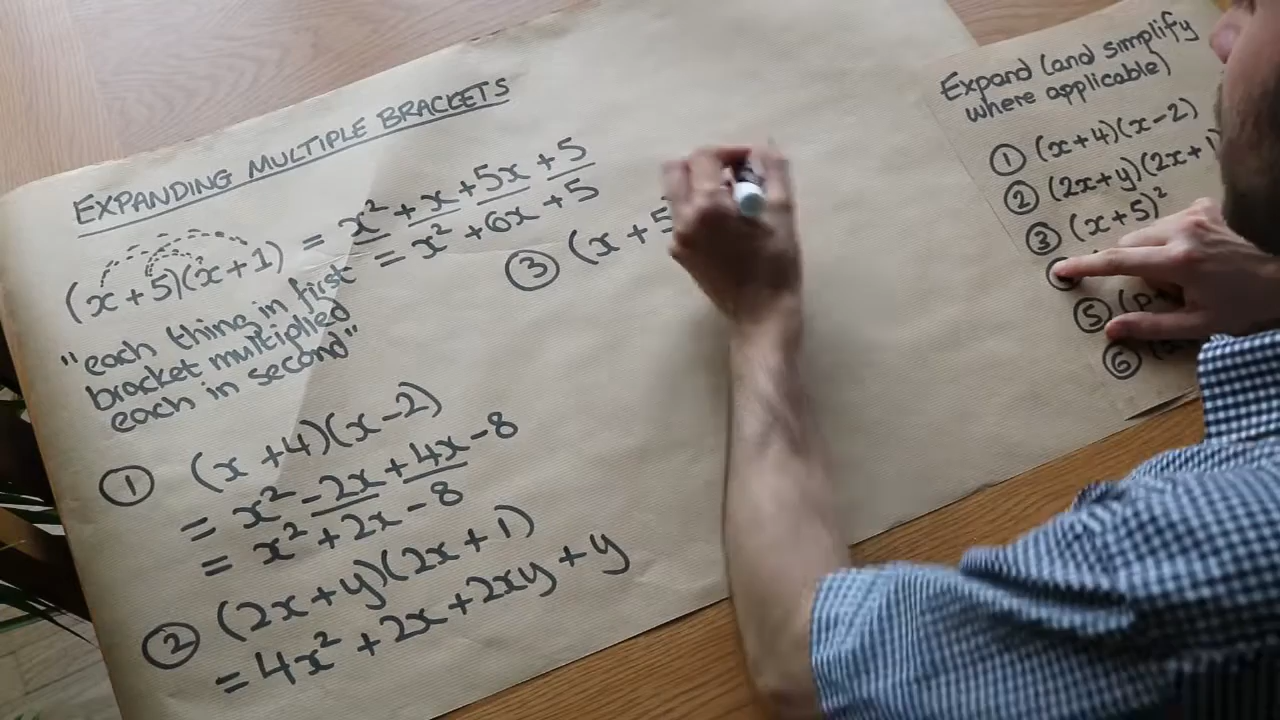 EXPANDING MULTIPLE BRACKETS
(x+5)(x+1) = x² + x + 5x + 5
= x² + 6x + 5
"each thing in first
bracket multiplied
each in second"
① (x+4)(x-2)
= x² - 2x + 4x - 8
= x² + 2x - 8
② (2x+y)(2x+1)
= 4x² + 2x + 2xy + y
③ (x+5
Expand (and simplify
where applicable)
① (x+4)(x-2)
② (2x+y)(2x+1
③ (x+5)²
⑤ (p
⑥